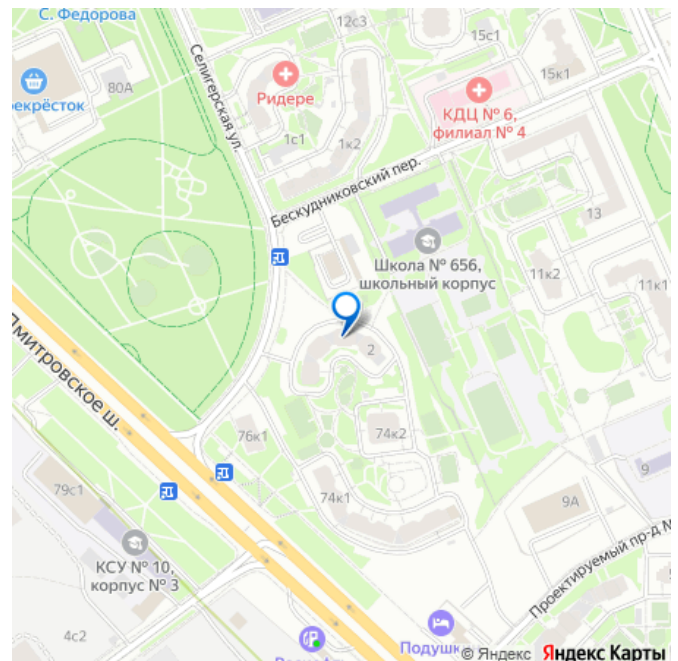 С. Федорова
12с3
15с1
80А
рекрёсток
Селигерская ул.
Ридере
1с1
1к2
15к1
КДЦ № 6,
филиал № 4
Бескудниковский пер.
13
Школа № 656,
школьный корпус
11к2
11к1
2
Дмитровское ш.
76к1
74к2
79с1
74к1
9
9А
КСУ № 10,
корпус № 3
Проектируемый пр-д №
4с2
Подушк
© Яндекс Яндекс Карты